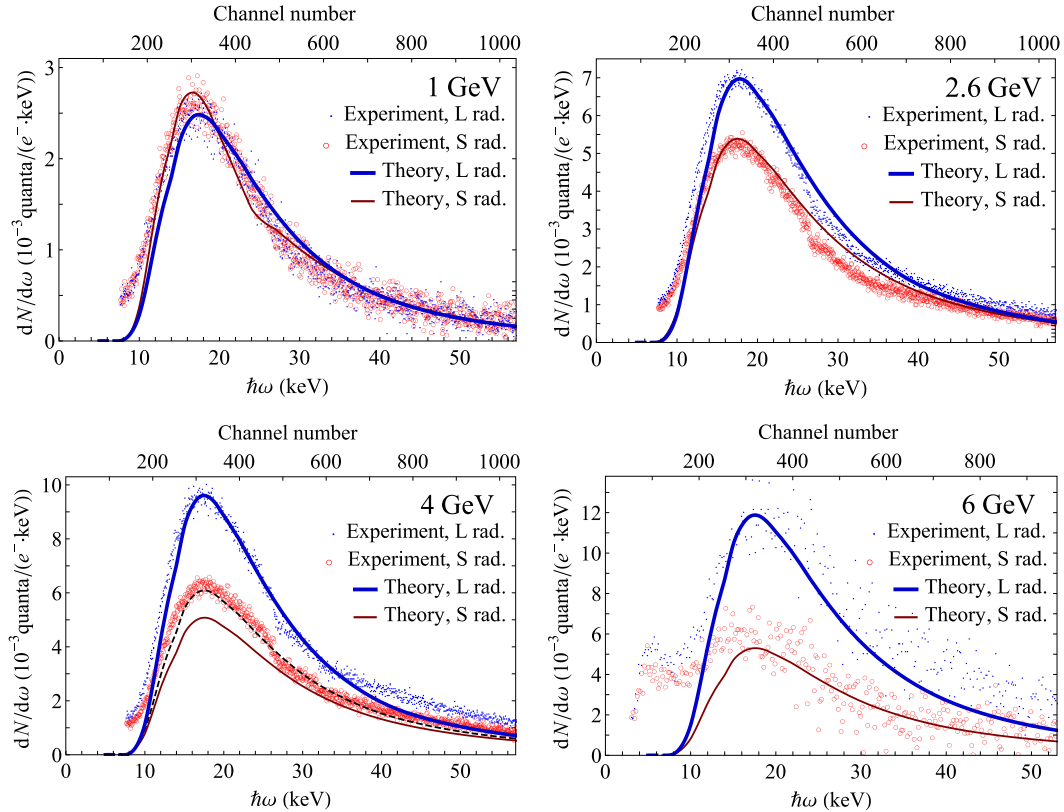 Channel number
200 400 600 800 1000
1 GeV
Experiment, L rad.
Experiment, S rad.
Theory, L rad.
Theory, S rad.
dN/dω (10⁻³quanta/(e⁻·keV))
3
2
1
0
0 10 20 30 40 50
ħω (keV)
Channel number
200 400 600 800 1000
2.6 GeV
Experiment, L rad.
Experiment, S rad.
Theory, L rad.
Theory, S rad.
dN/dω (10⁻³quanta/(e⁻·keV))
7
6
5
4
3
2
1
0
0 10 20 30 40 50
ħω (keV)
Channel number
200 400 600 800 1000
4 GeV
Experiment, L rad.
Experiment, S rad.
Theory, L rad.
Theory, S rad.
dN/dω (10⁻³quanta/(e⁻·keV))
10
8
6
4
2
0
0 10 20 30 40 50
ħω (keV)
Channel number
200 400 600 800
6 GeV
Experiment, L rad.
Experiment, S rad.
Theory, L rad.
Theory, S rad.
dN/dω (10⁻³quanta/(e⁻·keV))
12
10
8
6
4
2
0
0 10 20 30 40 50
ħω (keV)